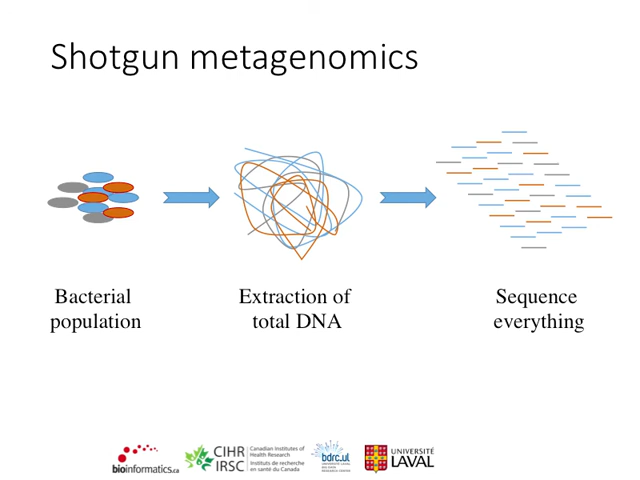 Shotgun metagenomics
Bacterial
population
Extraction of
total DNA
Sequence
everything
bioinformatics.ca
CIHR
IRSC
Canadian Institutes of
Health Research
Instituts de recherche
en santé du Canada
bdrc.ul
UNIVERSITÉ
LAVAL